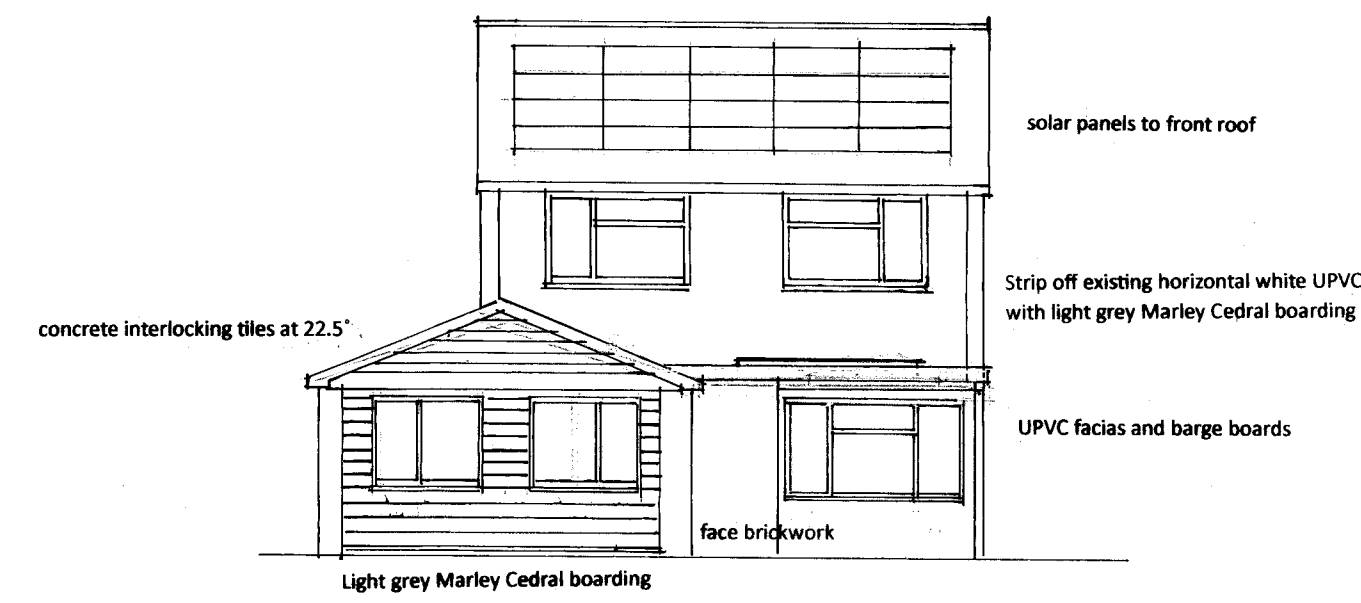 solar panels to front roof
Strip off existing horizontal white UPVC
with light grey Marley Cedral boarding
concrete interlocking tiles at 22.5°
UPVC facias and barge boards
face brickwork
Light grey Marley Cedral boarding